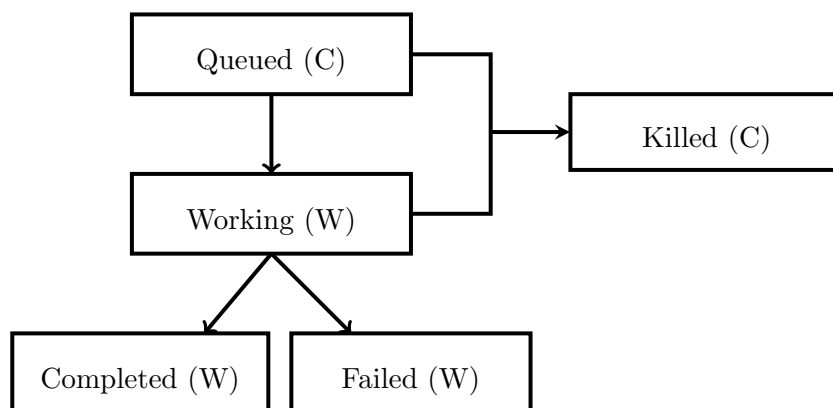 Queued (C)
Killed (C)
Working (W)
Completed (W)
Failed (W)